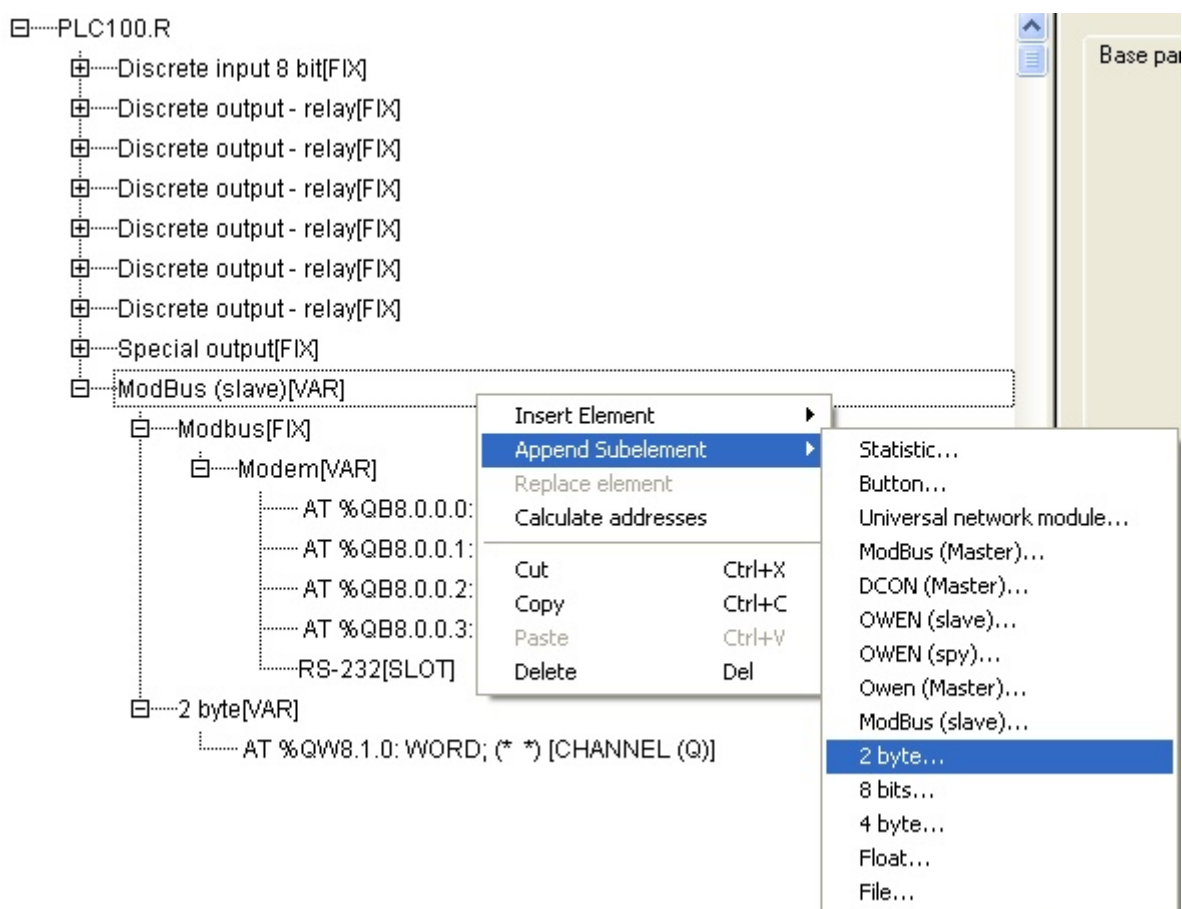 PLC100.R
Discrete input 8 bit[FIX]
Discrete output - relay[FIX]
Discrete output - relay[FIX]
Discrete output - relay[FIX]
Discrete output - relay[FIX]
Discrete output - relay[FIX]
Discrete output - relay[FIX]
Special output[FIX]
ModBus (slave)[VAR]
Modbus[FIX]
Modem[VAR]
AT %QB8.0.0.0:
AT %QB8.0.0.1:
AT %QB8.0.0.2:
AT %QB8.0.0.3:
RS-232[SLOT]
2 byte[VAR]
AT %QW8.1.0: WORD; (* *) [CHANNEL (Q)]
Insert Element
Append Subelement
Replace element
Calculate addresses
Cut Ctrl+X
Copy Ctrl+C
Paste Ctrl+V
Delete Del
Statistic...
Button...
Universal network module...
ModBus (Master)...
DCON (Master)...
OWEN (slave)...
OWEN (spy)...
Owen (Master)...
ModBus (slave)...
2 byte...
8 bits...
4 byte...
Float...
File...
Base par